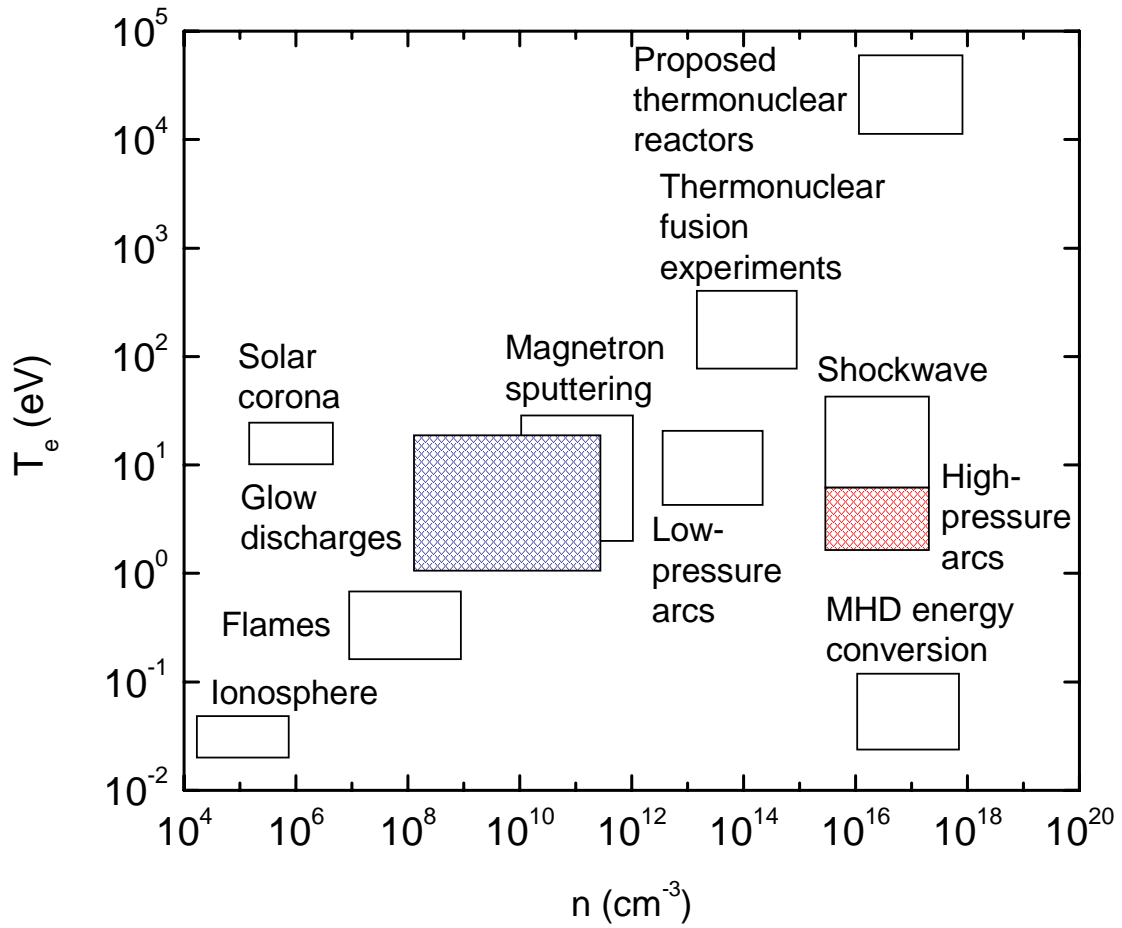 10^5
Proposed
thermonuclear
reactors
10^4
Thermonuclear
fusion
experiments
10^3
Magnetron
sputtering
Solar
corona
10^2
Shockwave
T_e (eV)
10^1
Glow
discharges
High-
pressure
arcs
Low-
pressure
arcs
10^0
Flames
MHD energy
conversion
10^-1
Ionosphere
10^-2
10^4 10^6 10^8 10^10 10^12 10^14 10^16 10^18 10^20
n (cm^-3)